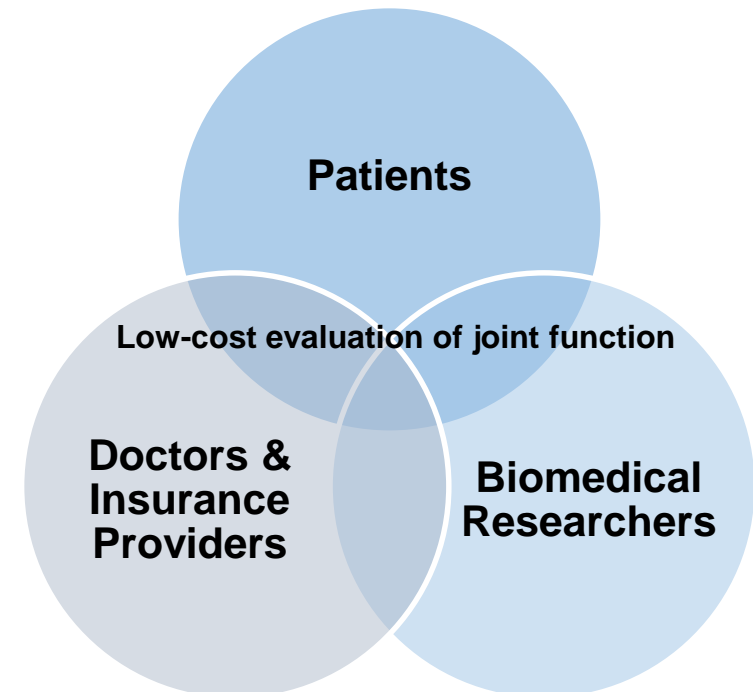 Patients
Low-cost evaluation of joint function
Doctors &
Insurance
Providers
Biomedical
Researchers